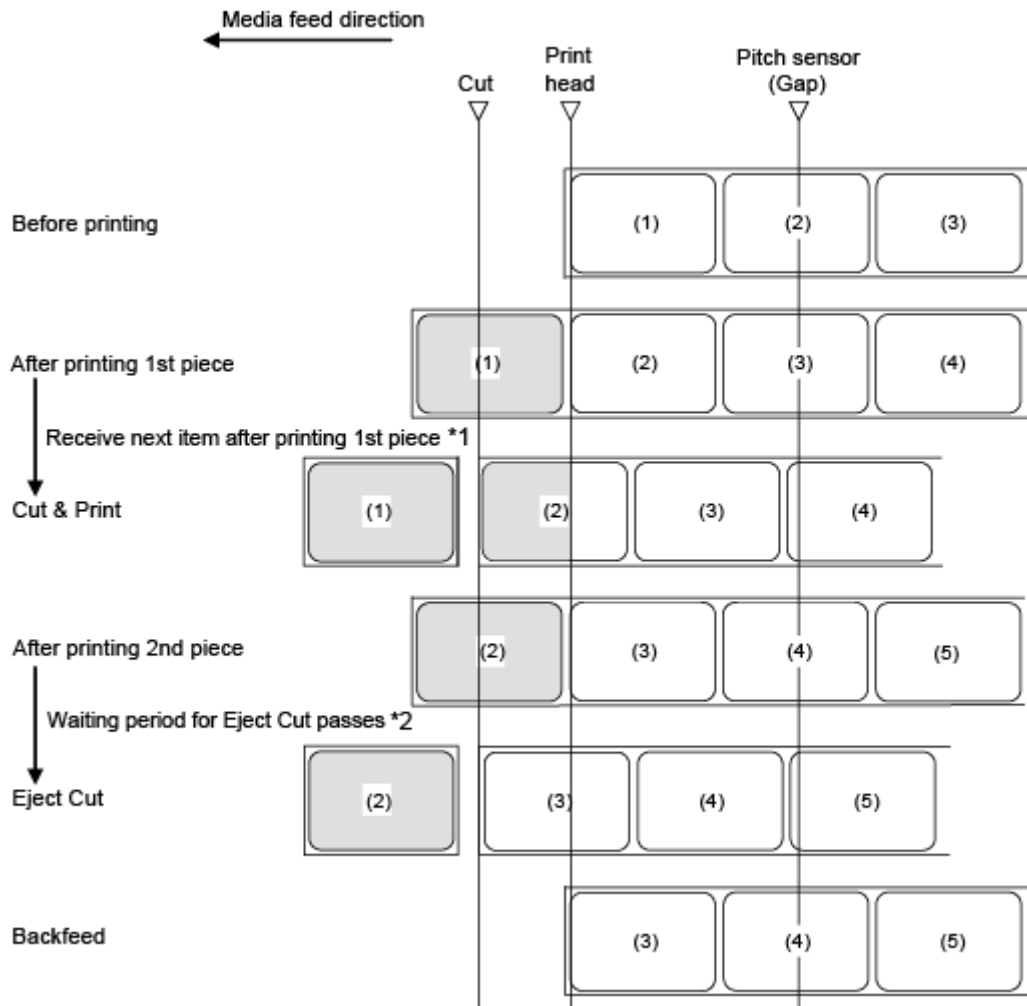 Media feed direction
Cut
Print
head
Pitch sensor
(Gap)
Before printing
(1)
(2)
(3)
After printing 1st piece
(1)
(2)
(3)
(4)
Receive next item after printing 1st piece *1
Cut & Print
(1)
(2)
(3)
(4)
After printing 2nd piece
(2)
(3)
(4)
(5)
Waiting period for Eject Cut passes *2
Eject Cut
(2)
(3)
(4)
(5)
Backfeed
(3)
(4)
(5)